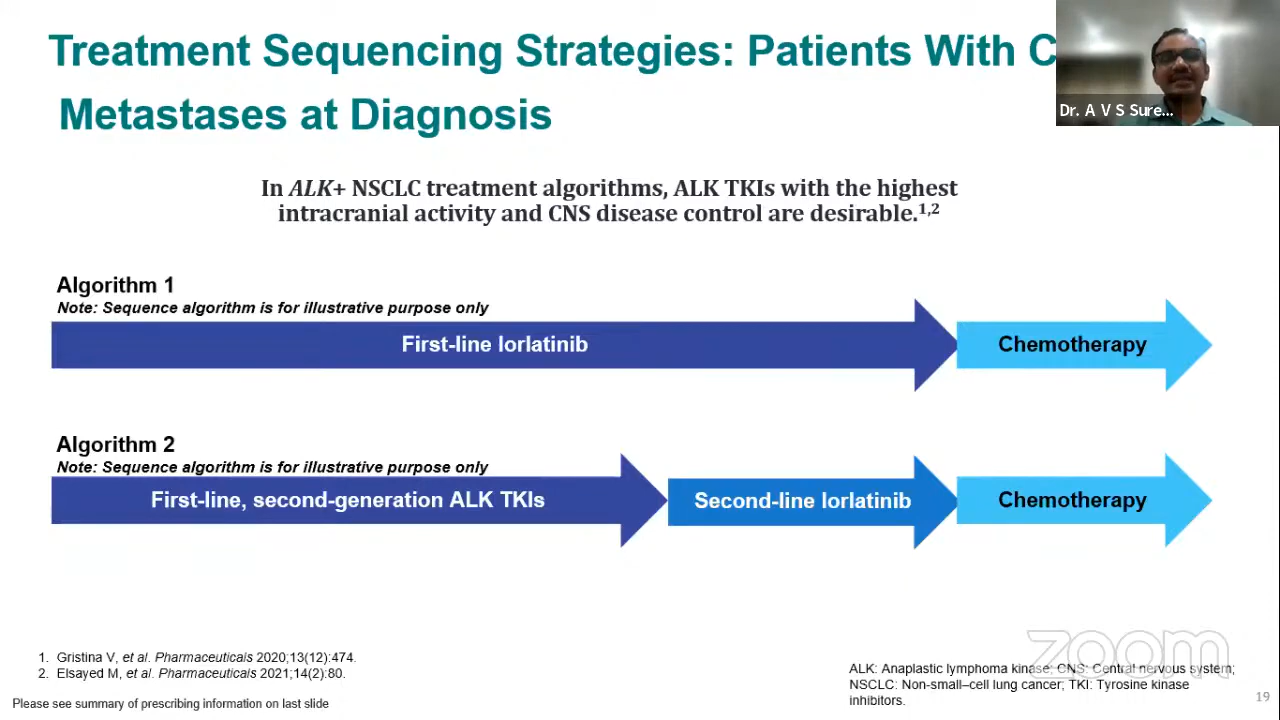 Treatment Sequencing Strategies: Patients With C
Metastases at Diagnosis
Dr. A V S Sure...
In ALK+ NSCLC treatment algorithms, ALK TKIs with the highest
intracranial activity and CNS disease control are desirable.1,2
Algorithm 1
Note: Sequence algorithm is for illustrative purpose only
First-line lorlatinib
Chemotherapy
Algorithm 2
Note: Sequence algorithm is for illustrative purpose only
First-line, second-generation ALK TKIs
Second-line lorlatinib
Chemotherapy
1. Gristina V, et al. Pharmaceuticals 2020;13(12):474.
2. Elsayed M, et al. Pharmaceuticals 2021;14(2):80.
Please see summary of prescribing information on last slide
zoom
ALK: Anaplastic lymphoma kinase; CNS: Central nervous system;
NSCLC: Non-small–cell lung cancer; TKI: Tyrosine kinase
inhibitors.
19